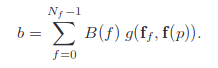 b = \sum_{f=0}^{N_f-1} B(f) \, g(\mathbf{f}_f, \mathbf{f}(p)).